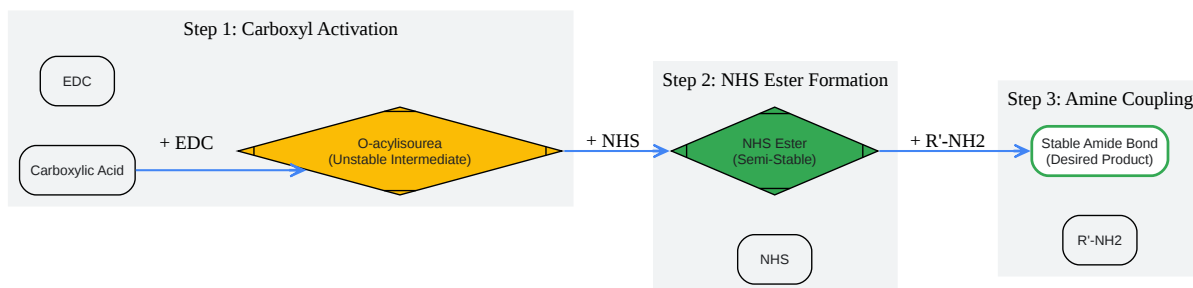 Step 1: Carboxyl Activation
EDC
Carboxylic Acid
+ EDC
O-acylisourea
(Unstable Intermediate)
+ NHS
Step 2: NHS Ester Formation
NHS Ester
(Semi-Stable)
NHS
+ R'-NH2
Step 3: Amine Coupling
Stable Amide Bond
(Desired Product)
R'-NH2